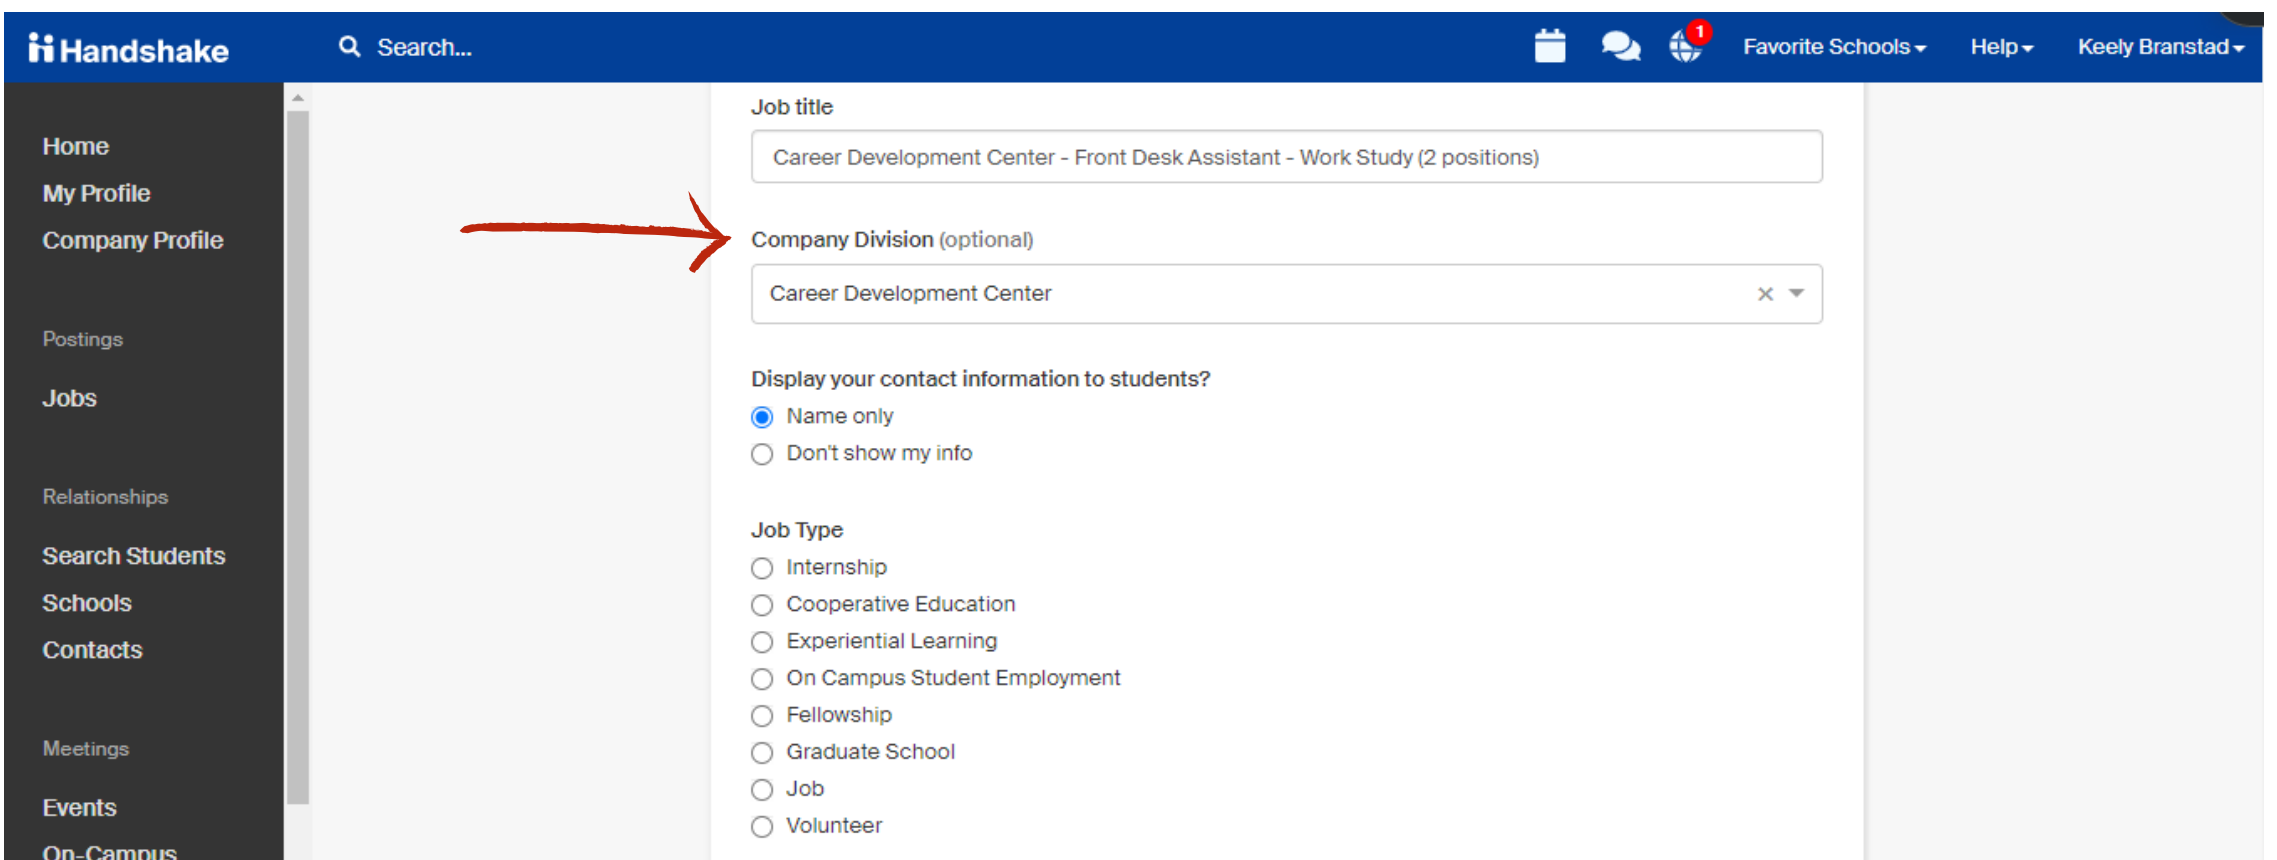 Handshake
Search...
1
Favorite Schools
Help
Keely Branstad
Home
My Profile
Company Profile
Postings
Jobs
Relationships
Search Students
Schools
Contacts
Meetings
Events
On-Campus
Job title
Career Development Center - Front Desk Assistant - Work Study (2 positions)
Company Division (optional)
Career Development Center
Display your contact information to students?
Name only
Don't show my info
Job Type
Internship
Cooperative Education
Experiential Learning
On Campus Student Employment
Fellowship
Graduate School
Job
Volunteer